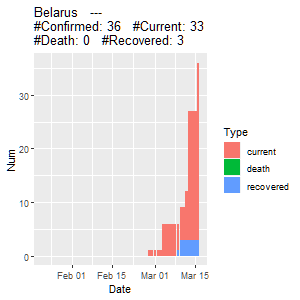 Belarus   ---
#Confirmed: 36   #Current: 33
#Death: 0   #Recovered: 3
Num
30
20
10
0
Feb 01   Feb 15   Mar 01   Mar 15
Date
Type
current
death
recovered